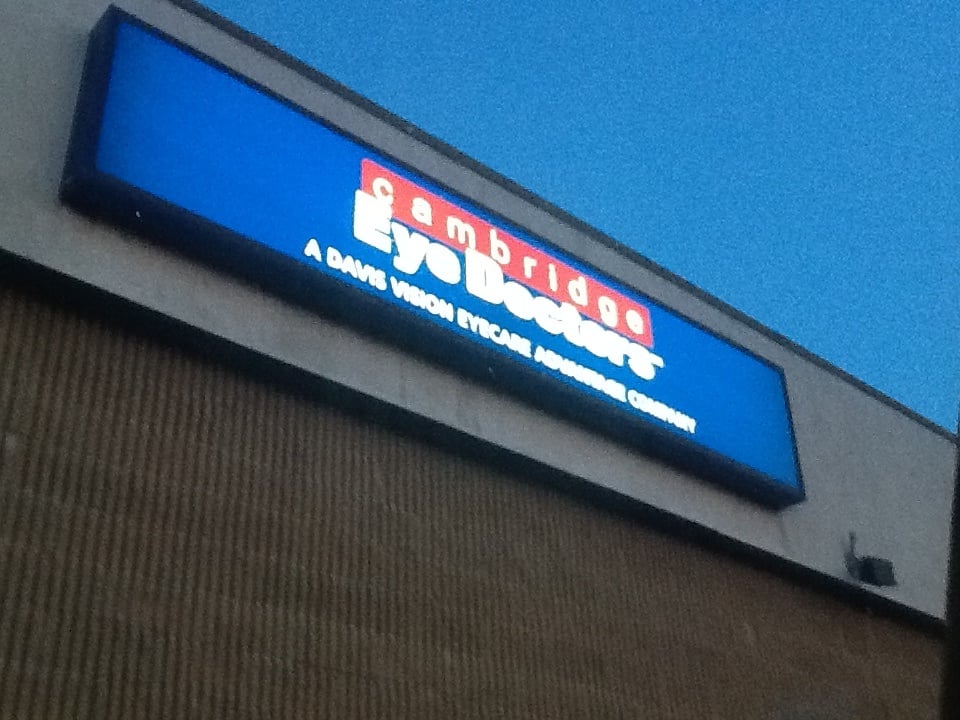 cambridge
Eye Doctors
A DAVIS VISION EYECARE ADVANTAGE COMPANY